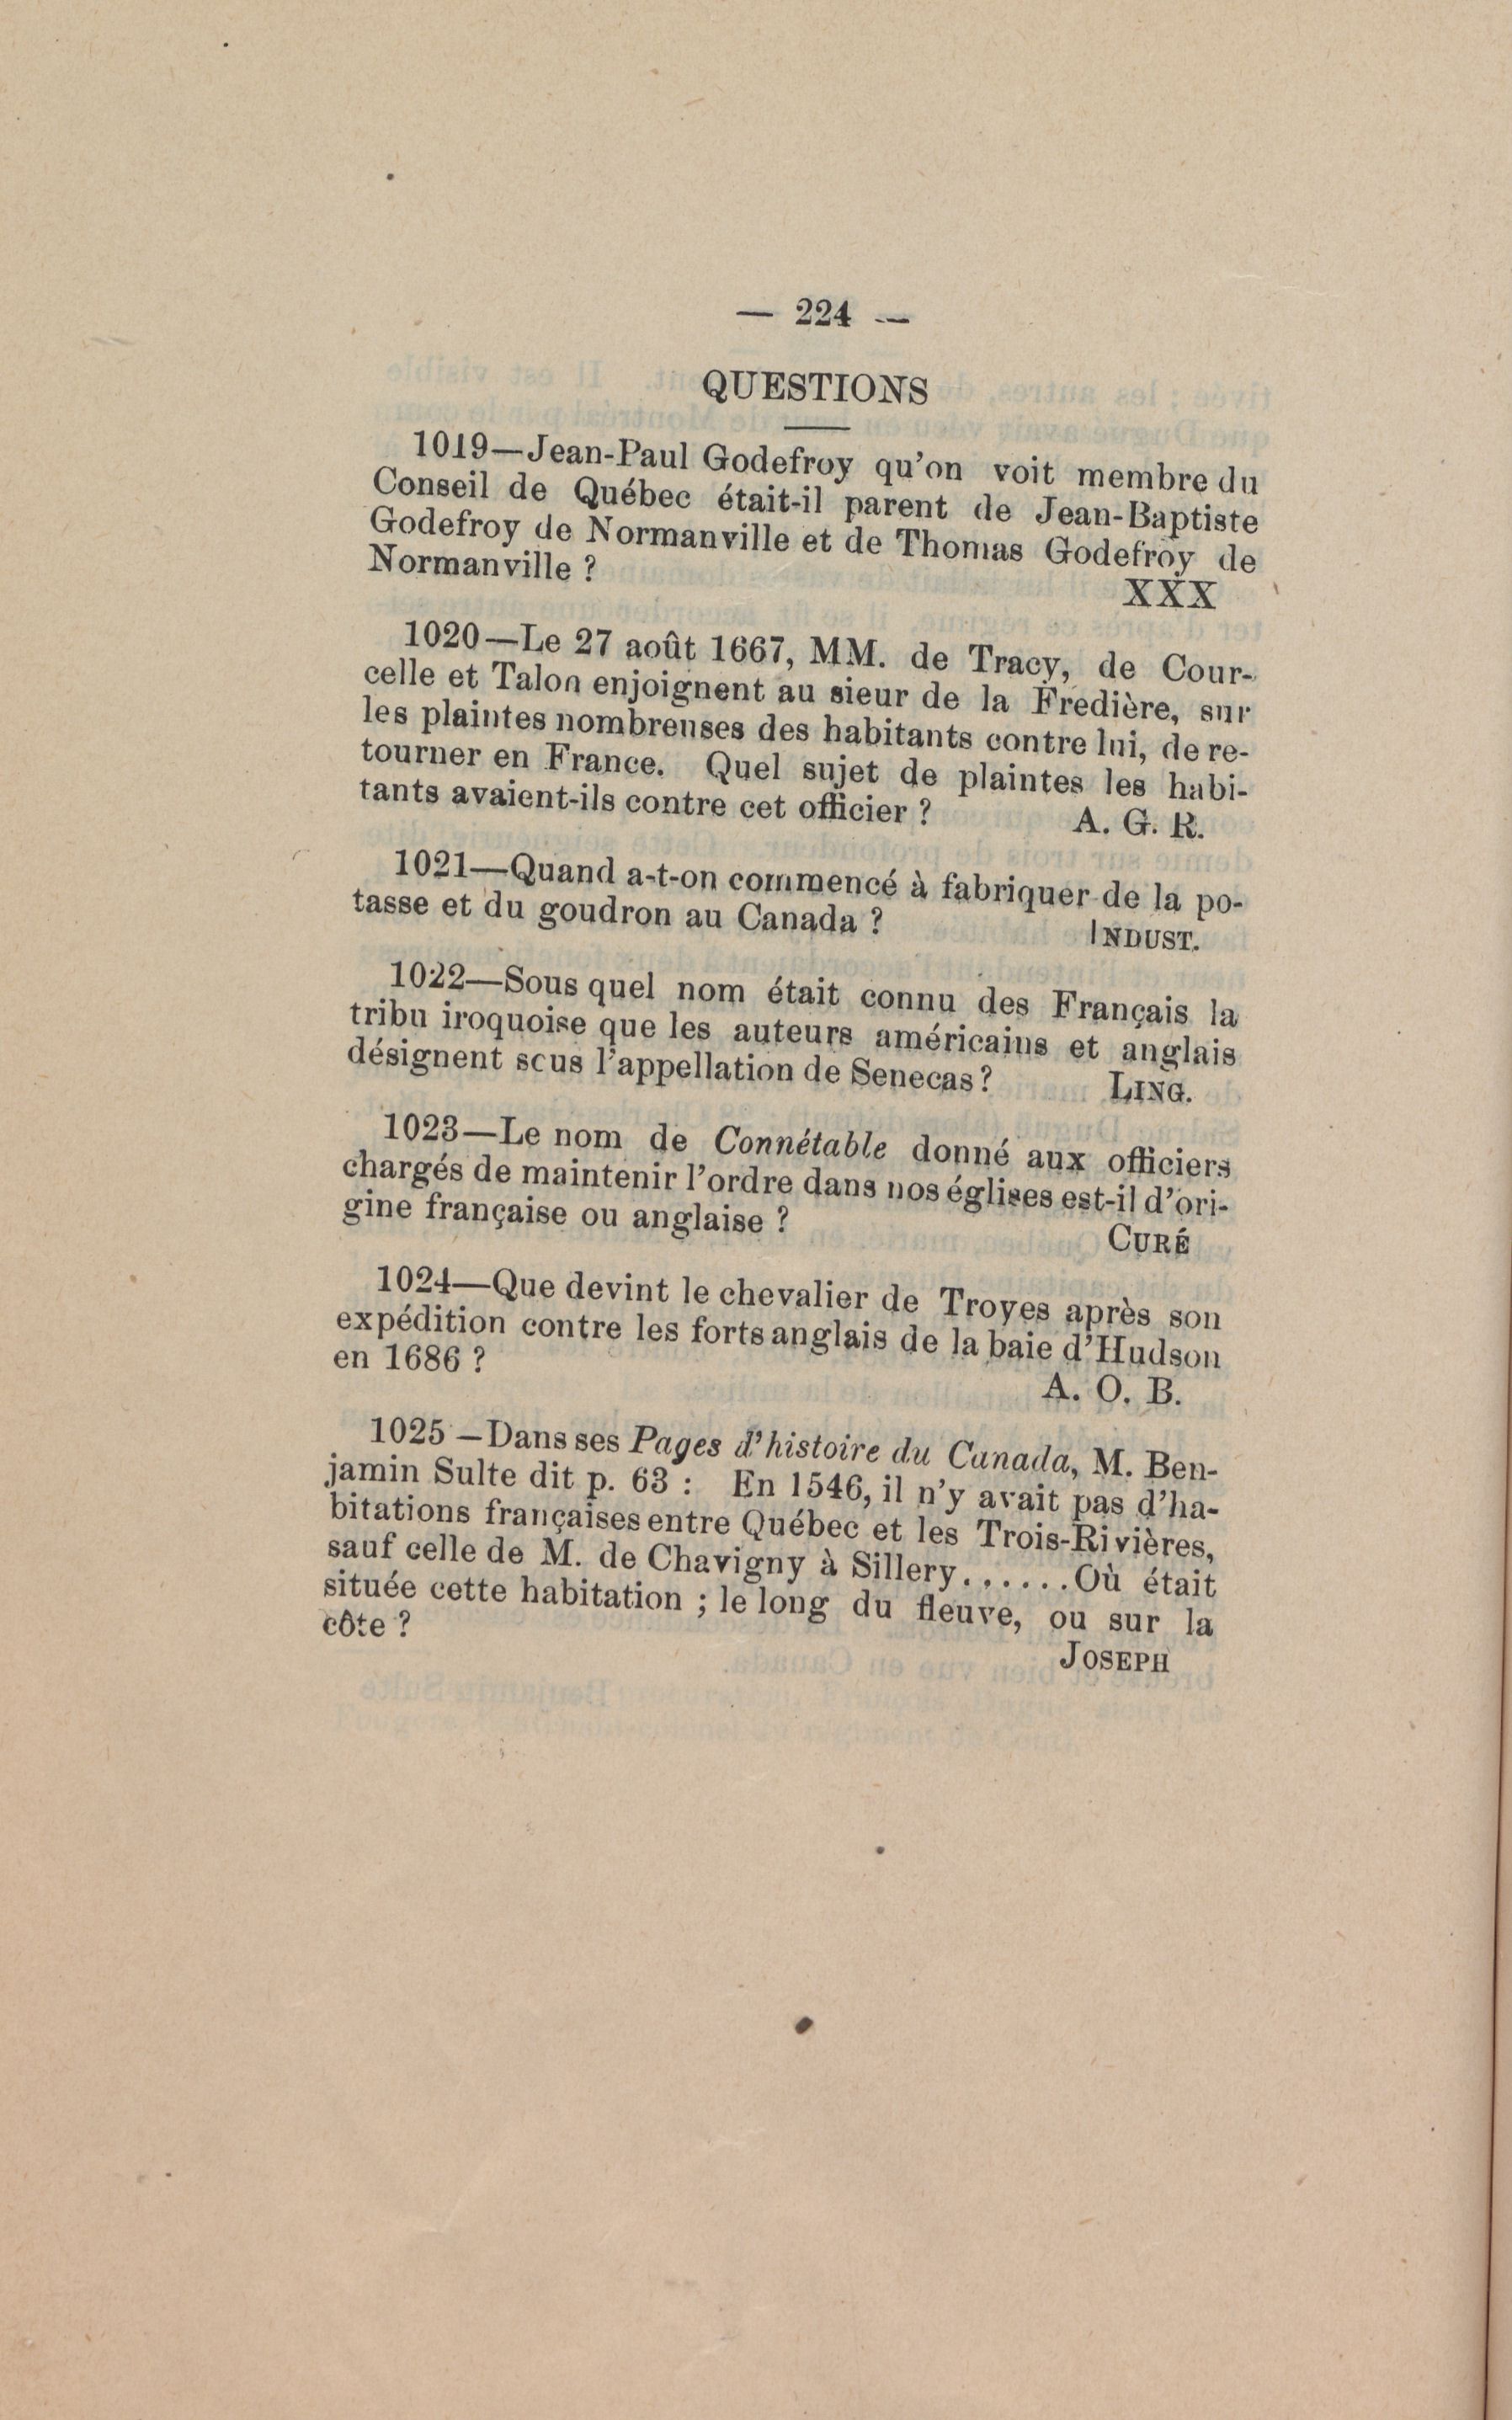 — 224 —
QUESTIONS
1019—Jean-Paul Godefroy qu'on voit membre du
Conseil de Québec était-il parent de Jean-Baptiste
Godefroy de Normanville et de Thomas Godefroy de
Normanville ?
XXX
1020—Le 27 août 1667, MM. de Tracy, de Cour-
celle et Talon enjoignent au sieur de la Fredière, sur
les plaintes nombreuses des habitants contre lui, de re-
tourner en France. Quel sujet de plaintes les habi-
tants avaient-ils contre cet officier ? A. G. R.
1021—Quand a-t-on commencé à fabriquer de la po-
tasse et du goudron au Canada ? INDUST.
1022—Sous quel nom était connu des Français la
tribu iroquoise que les auteurs américains et anglais
désignent scus l'appellation de Senecas ? LING.
1023—Le nom de Connétable donné aux officiers
chargés de maintenir l'ordre dans nos églises est-il d'ori-
gine française ou anglaise ? CURÉ
1024—Que devint le chevalier de Troyes après son
expédition contre les forts anglais de la baie d'Hudson
en 1686 ?
A. O. B.
1025—Dans ses Pages d'histoire du Canada, M. Ben-
jamin Sulte dit p. 63 : En 1546, il n'y avait pas d'ha-
bitations françaises entre Québec et les Trois-Rivières,
sauf celle de M. de Chavigny à Sillery......Où était
située cette habitation ; le long du fleuve, ou sur la
côte ?
JOSEPH